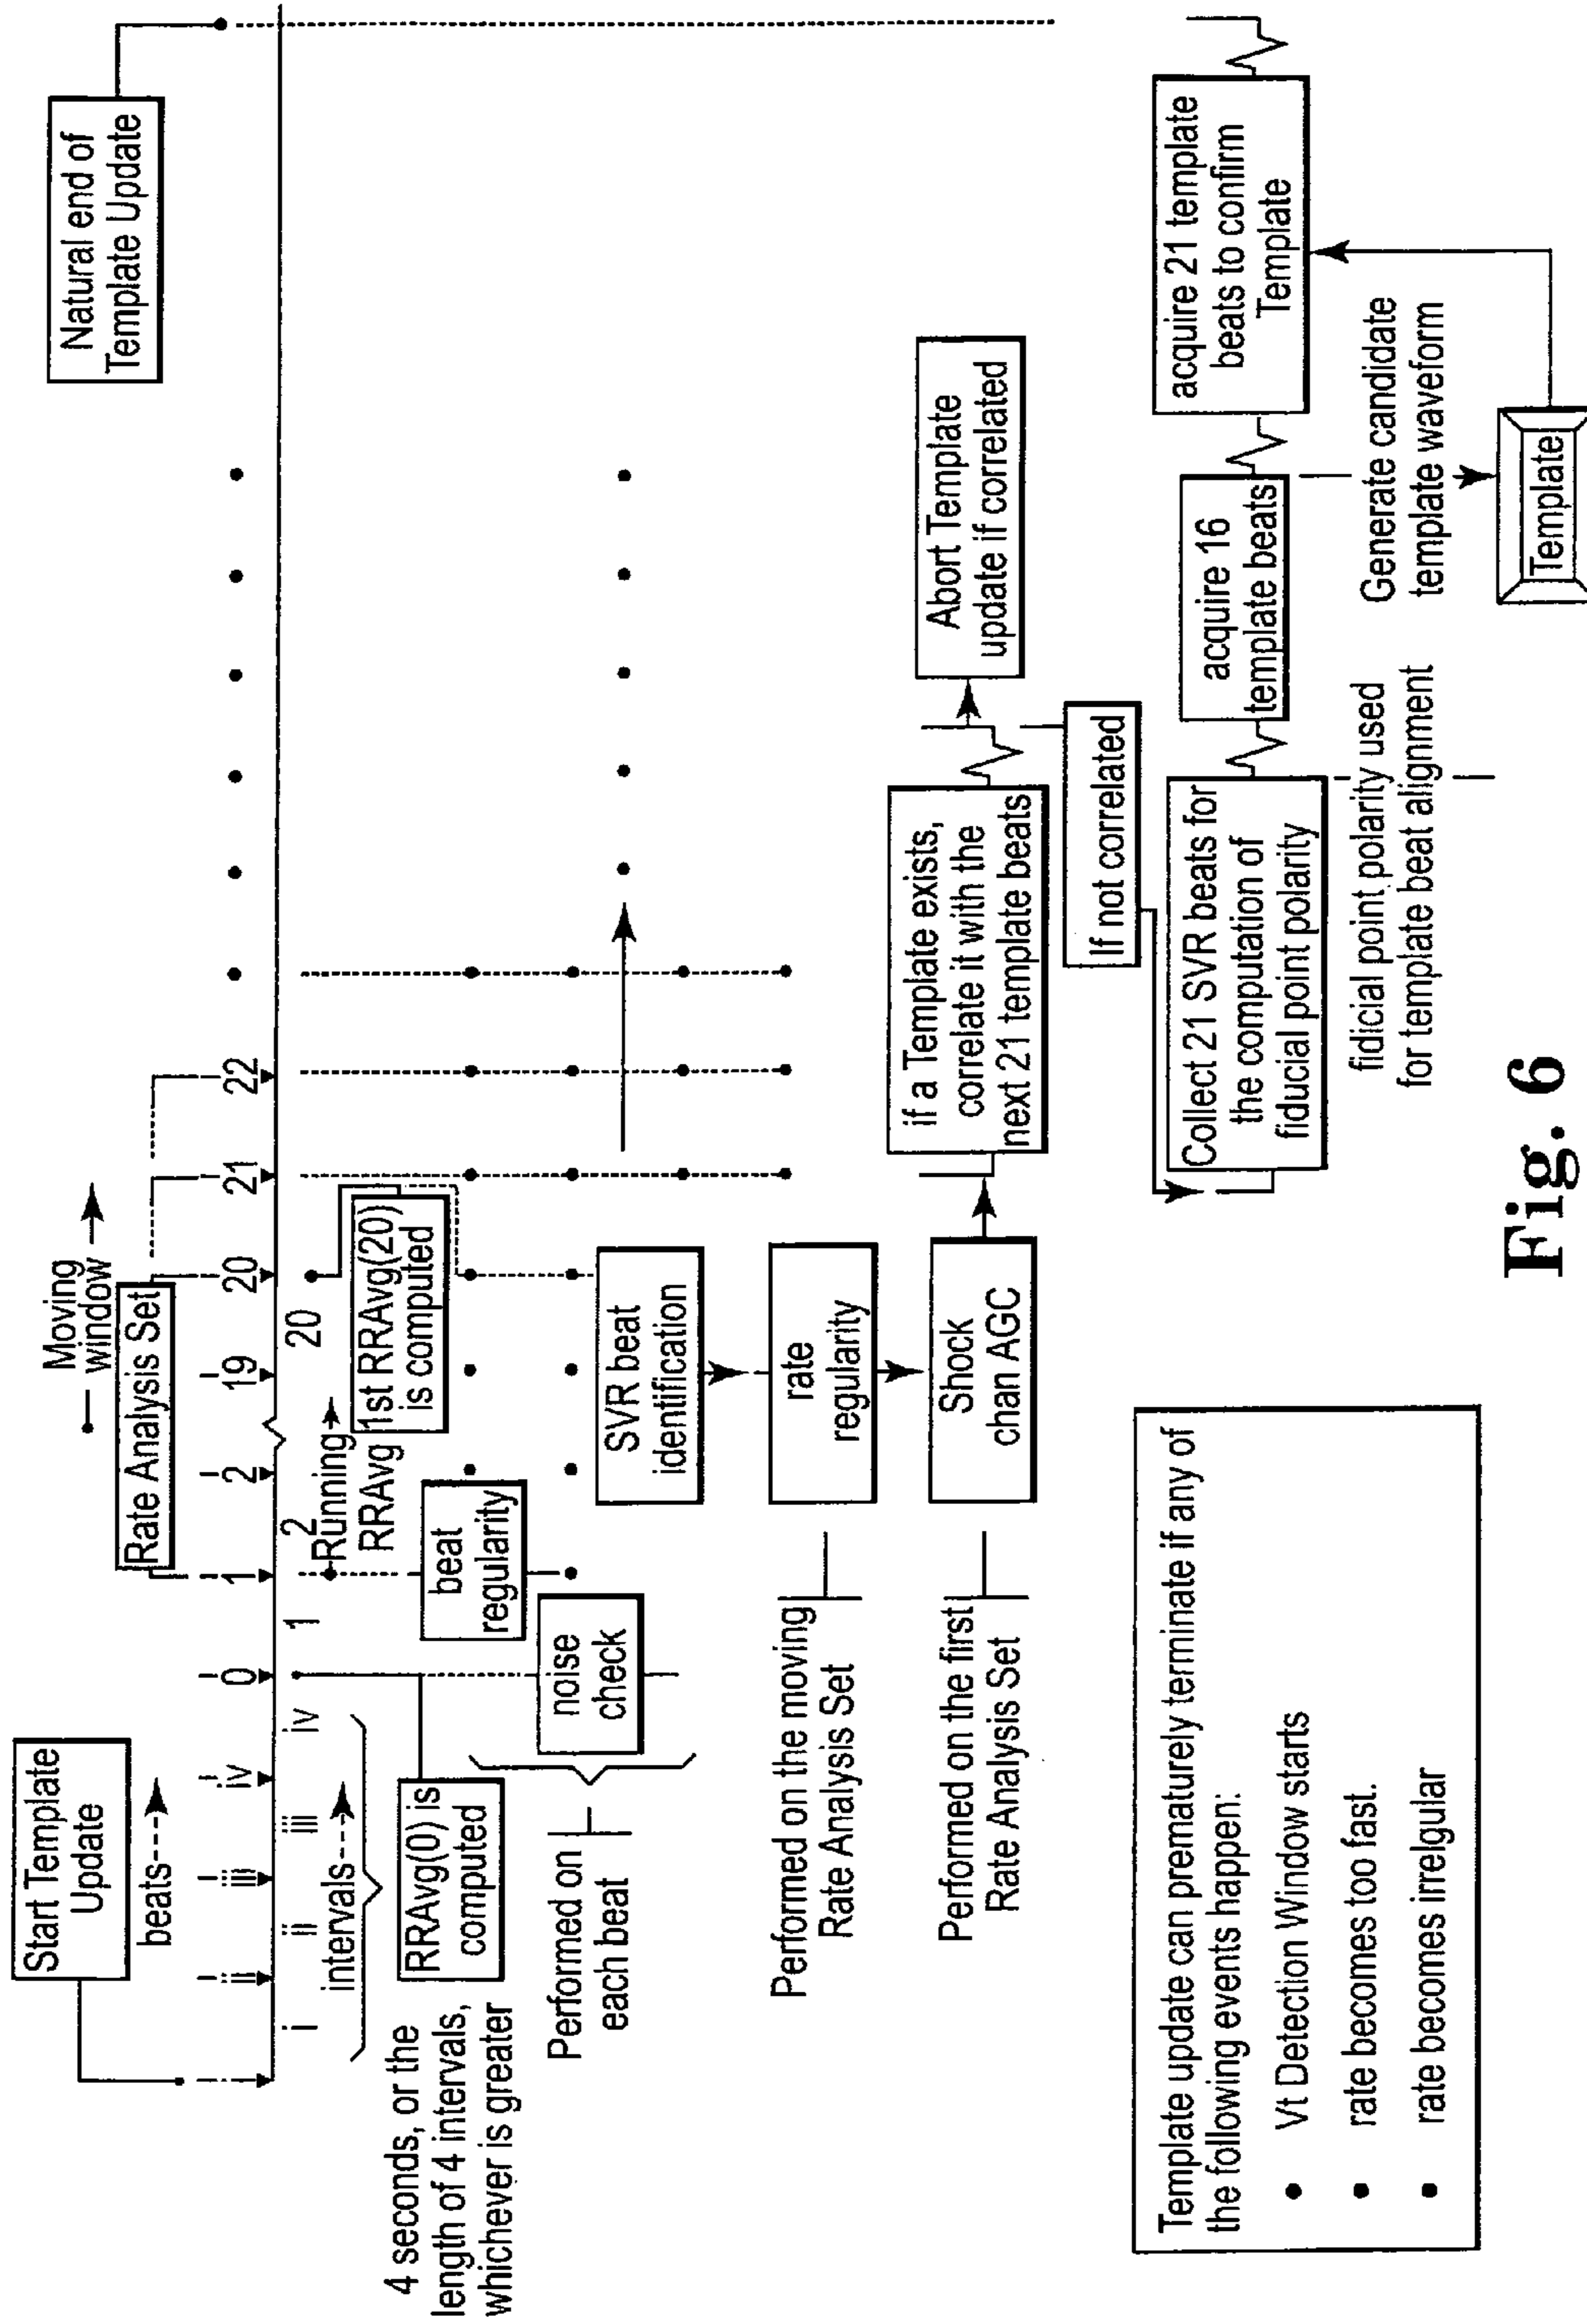 Start Template
Update
beats
i
ii
iii
iv
0
1
2
19
20
21
22
Rate Analysis Set
Moving
window
Natural end of
Template Update
i
ii
iii
iv
1
2
20
intervals
4 seconds, or the
length of 4 intervals,
whichever is greater
RRAvg(0) is
computed
Running
RRAvg
1st RRAvg(20)
is computed
beat
regularity
noise
check
Performed on
each beat
SVR beat
identification
Performed on the moving
Rate Analysis Set
rate
regularity
Performed on the first
Rate Analysis Set
Shock
chan AGC
if a Template exists,
correlate it with the
next 21 template beats
Abort Template
update if correlated
If not correlated
Collect 21 SVR beats for
the computation of
fiducial point polarity
fidicial point polarity used
for template beat alignment
acquire 16
template beats
Generate candidate
template waveform
Template
acquire 21 template
beats to confirm
Template
Template update can prematurely terminate if any of
the following events happen:
• Vt Detection Window starts
• rate becomes too fast.
• rate becomes irrelgular
Fig. 6